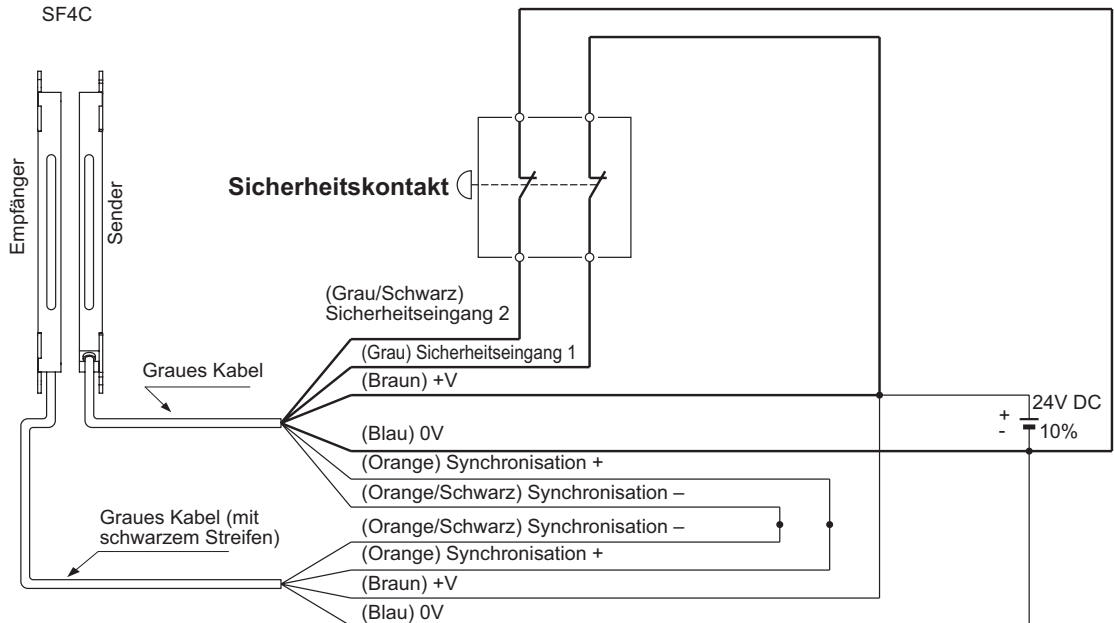 SF4C
Empfänger
Sender
Sicherheitskontakt
(Grau/Schwarz)
Sicherheitseingang 2
(Grau) Sicherheitseingang 1
(Braun) +V
Graues Kabel
24V DC
+
-
10%
(Blau) 0V
(Orange) Synchronisation +
(Orange/Schwarz) Synchronisation –
Graues Kabel (mit
schwarzem Streifen)
(Orange/Schwarz) Synchronisation –
(Orange) Synchronisation +
(Braun) +V
(Blau) 0V